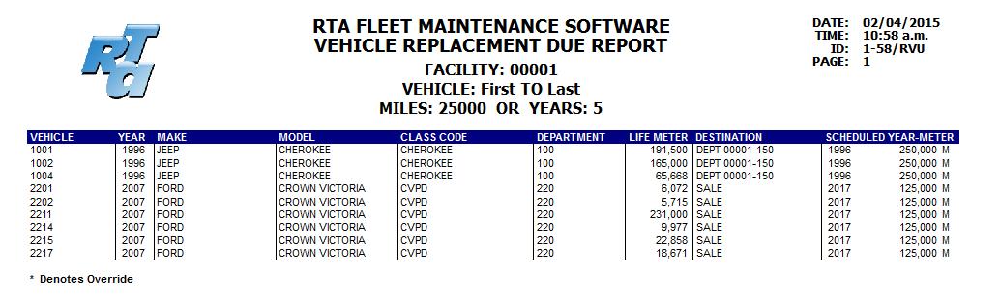 RTA
RTA FLEET MAINTENANCE SOFTWARE
VEHICLE REPLACEMENT DUE REPORT
FACILITY: 00001
VEHICLE: First TO Last
MILES: 25000 OR YEARS: 5
DATE: 02/04/2015
TIME: 10:58 a.m.
ID: 1-58/RVU
PAGE: 1
VEHICLE YEAR MAKE MODEL CLASS CODE DEPARTMENT LIFE METER DESTINATION SCHEDULED YEAR-METER
1001 1996 JEEP CHEROKEE CHEROKEE 100 191,500 DEPT 00001-150 1996 250,000 M
1002 1996 JEEP CHEROKEE CHEROKEE 100 165,000 DEPT 00001-150 1996 250,000 M
1004 1996 JEEP CHEROKEE CHEROKEE 100 65,668 DEPT 00001-150 1996 250,000 M
2201 2007 FORD CROWN VICTORIA CVPD 220 6,072 SALE 2017 125,000 M
2202 2007 FORD CROWN VICTORIA CVPD 220 5,715 SALE 2017 125,000 M
2211 2007 FORD CROWN VICTORIA CVPD 220 231,000 SALE 2017 125,000 M
2214 2007 FORD CROWN VICTORIA CVPD 220 9,977 SALE 2017 125,000 M
2215 2007 FORD CROWN VICTORIA CVPD 220 22,858 SALE 2017 125,000 M
2217 2007 FORD CROWN VICTORIA CVPD 220 18,671 SALE 2017 125,000 M
* Denotes Override